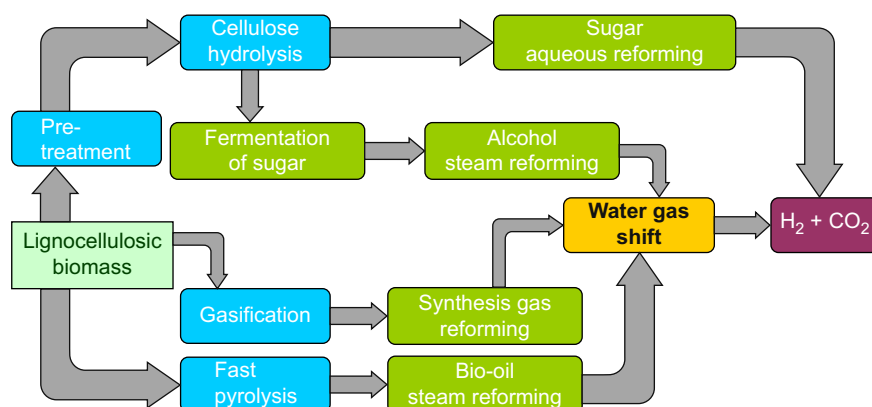 Cellulose
hydrolysis
Sugar
aqueous reforming
Pre-
treatment
Fermentation
of sugar
Alcohol
steam reforming
Lignocellulosic
biomass
Water gas
shift
H₂ + CO₂
Gasification
Synthesis gas
reforming
Fast
pyrolysis
Bio-oil
steam reforming